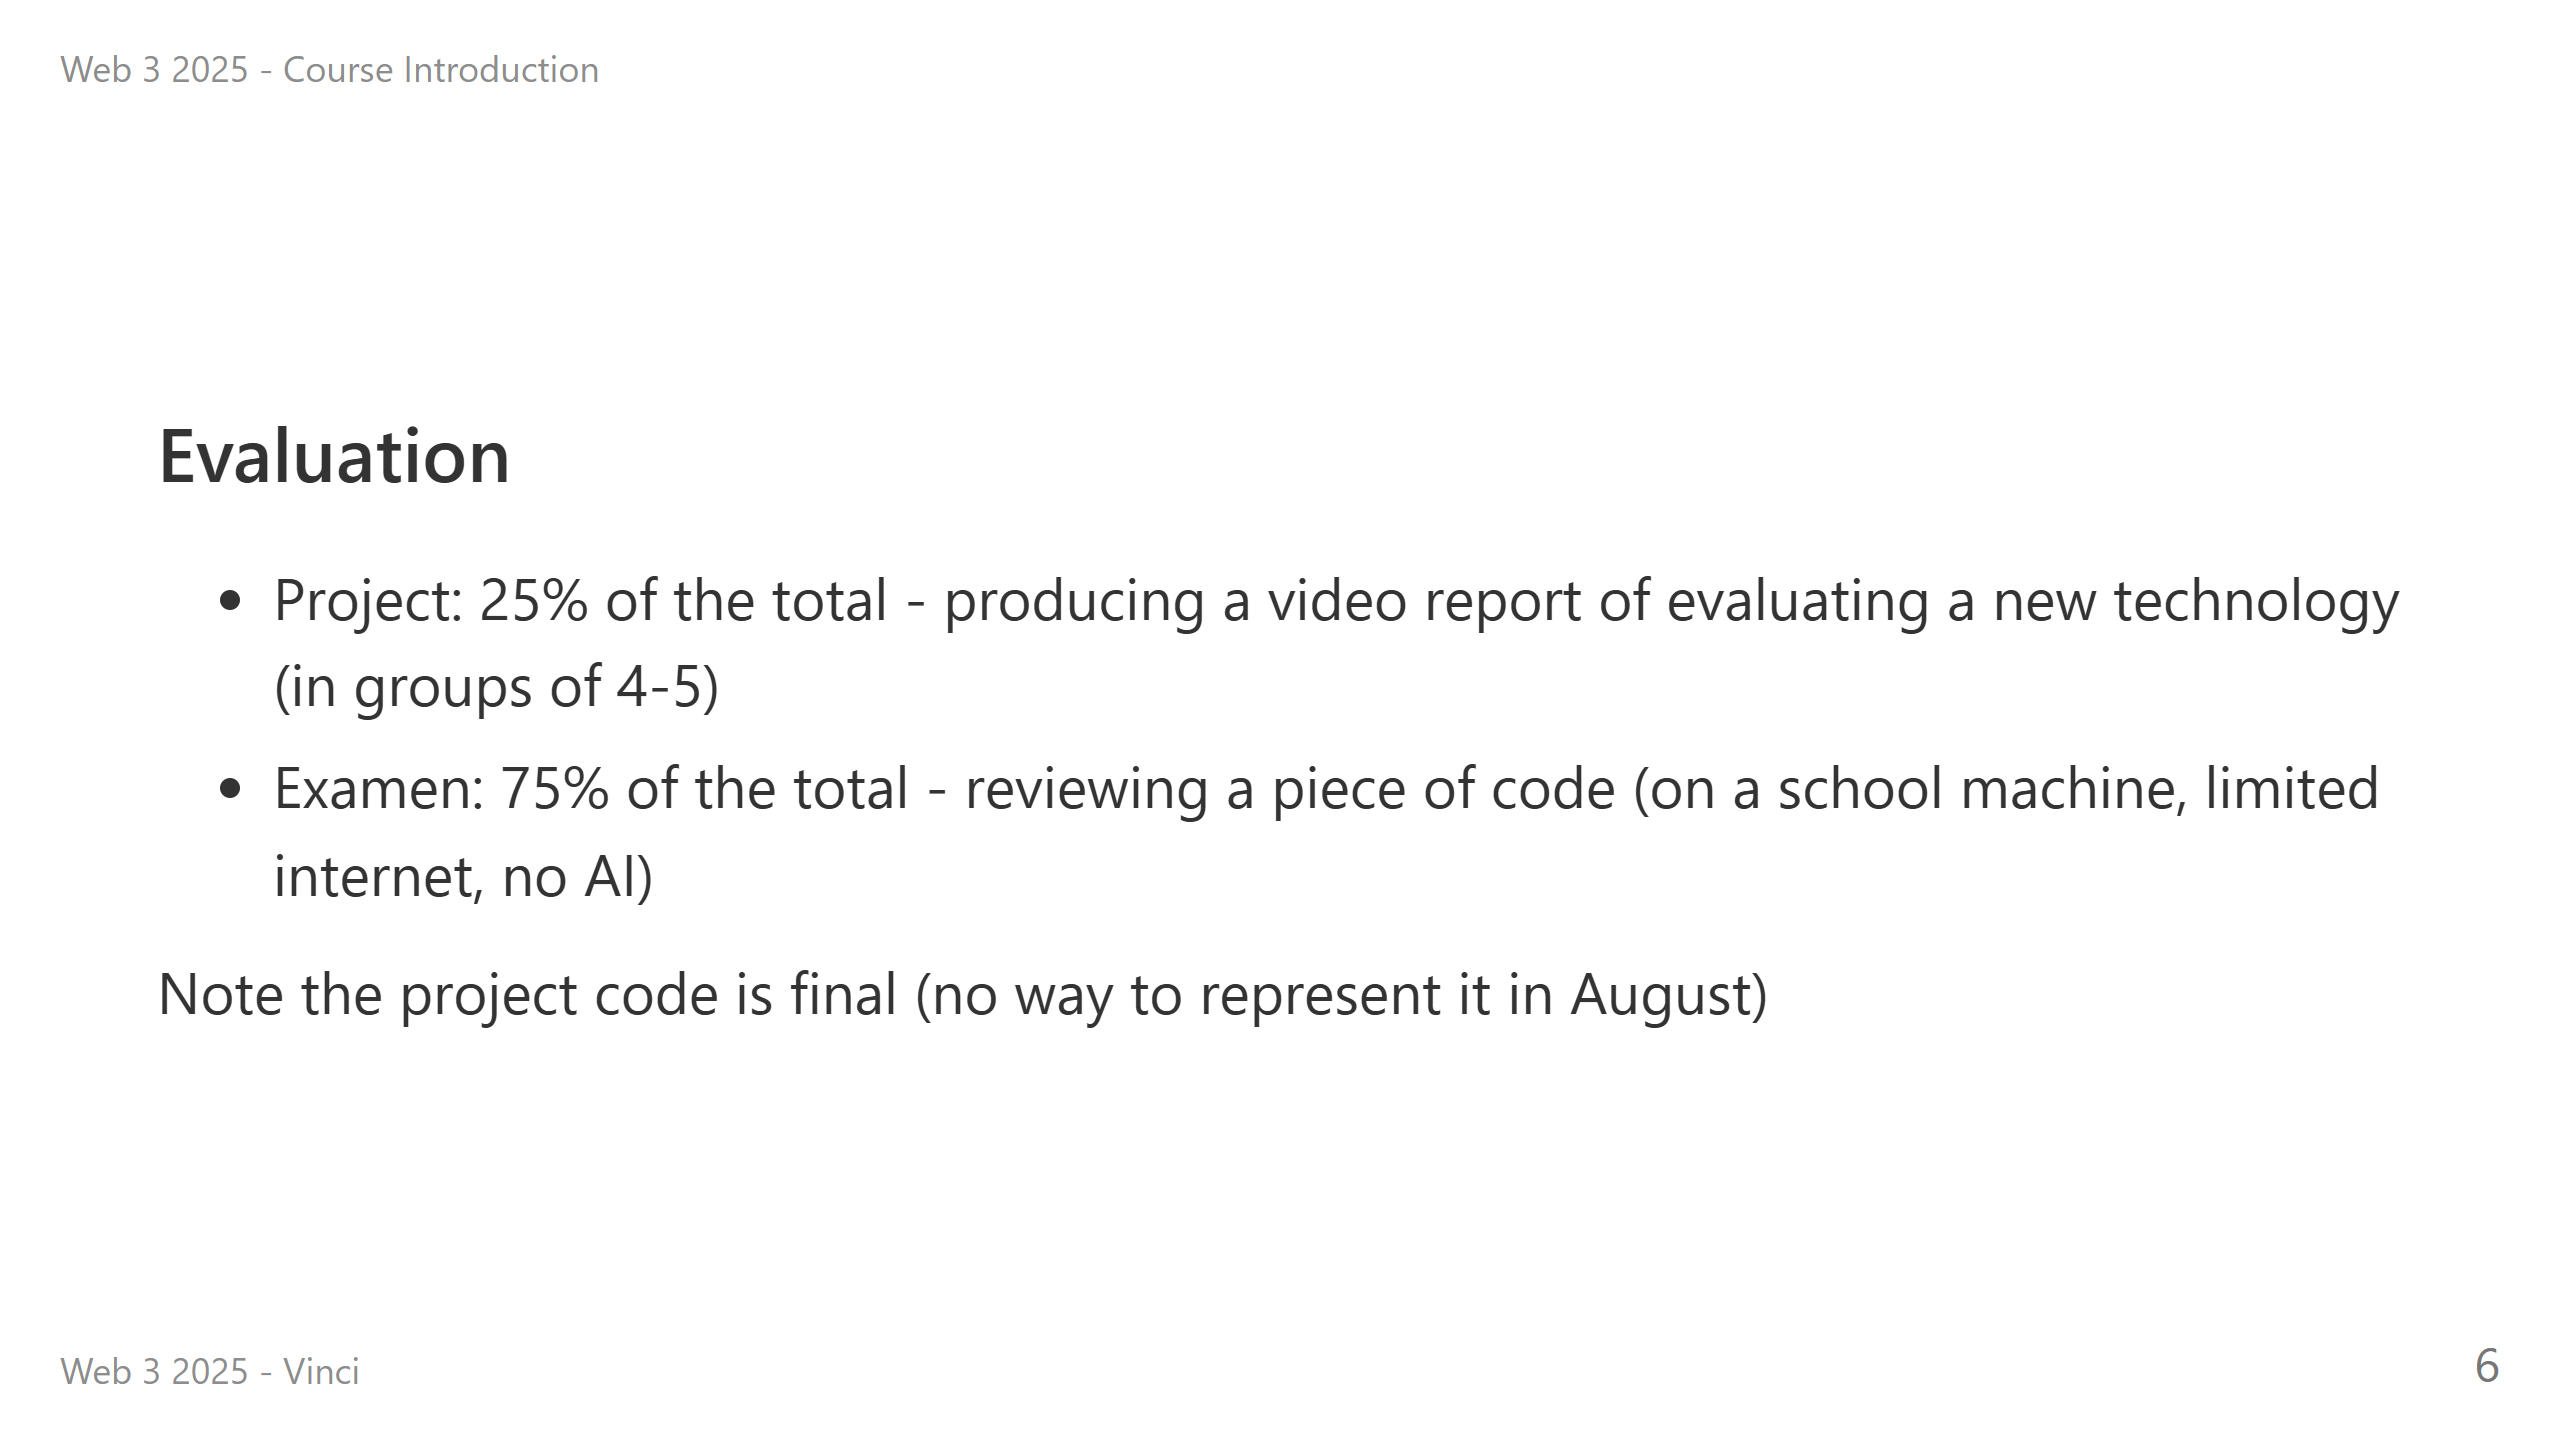 Web 3 2025 - Course Introduction
Evaluation
• Project: 25% of the total - producing a video report of evaluating a new technology
(in groups of 4-5)
• Examen: 75% of the total - reviewing a piece of code (on a school machine, limited
internet, no AI)
Note the project code is final (no way to represent it in August)
Web 3 2025 - Vinci
6